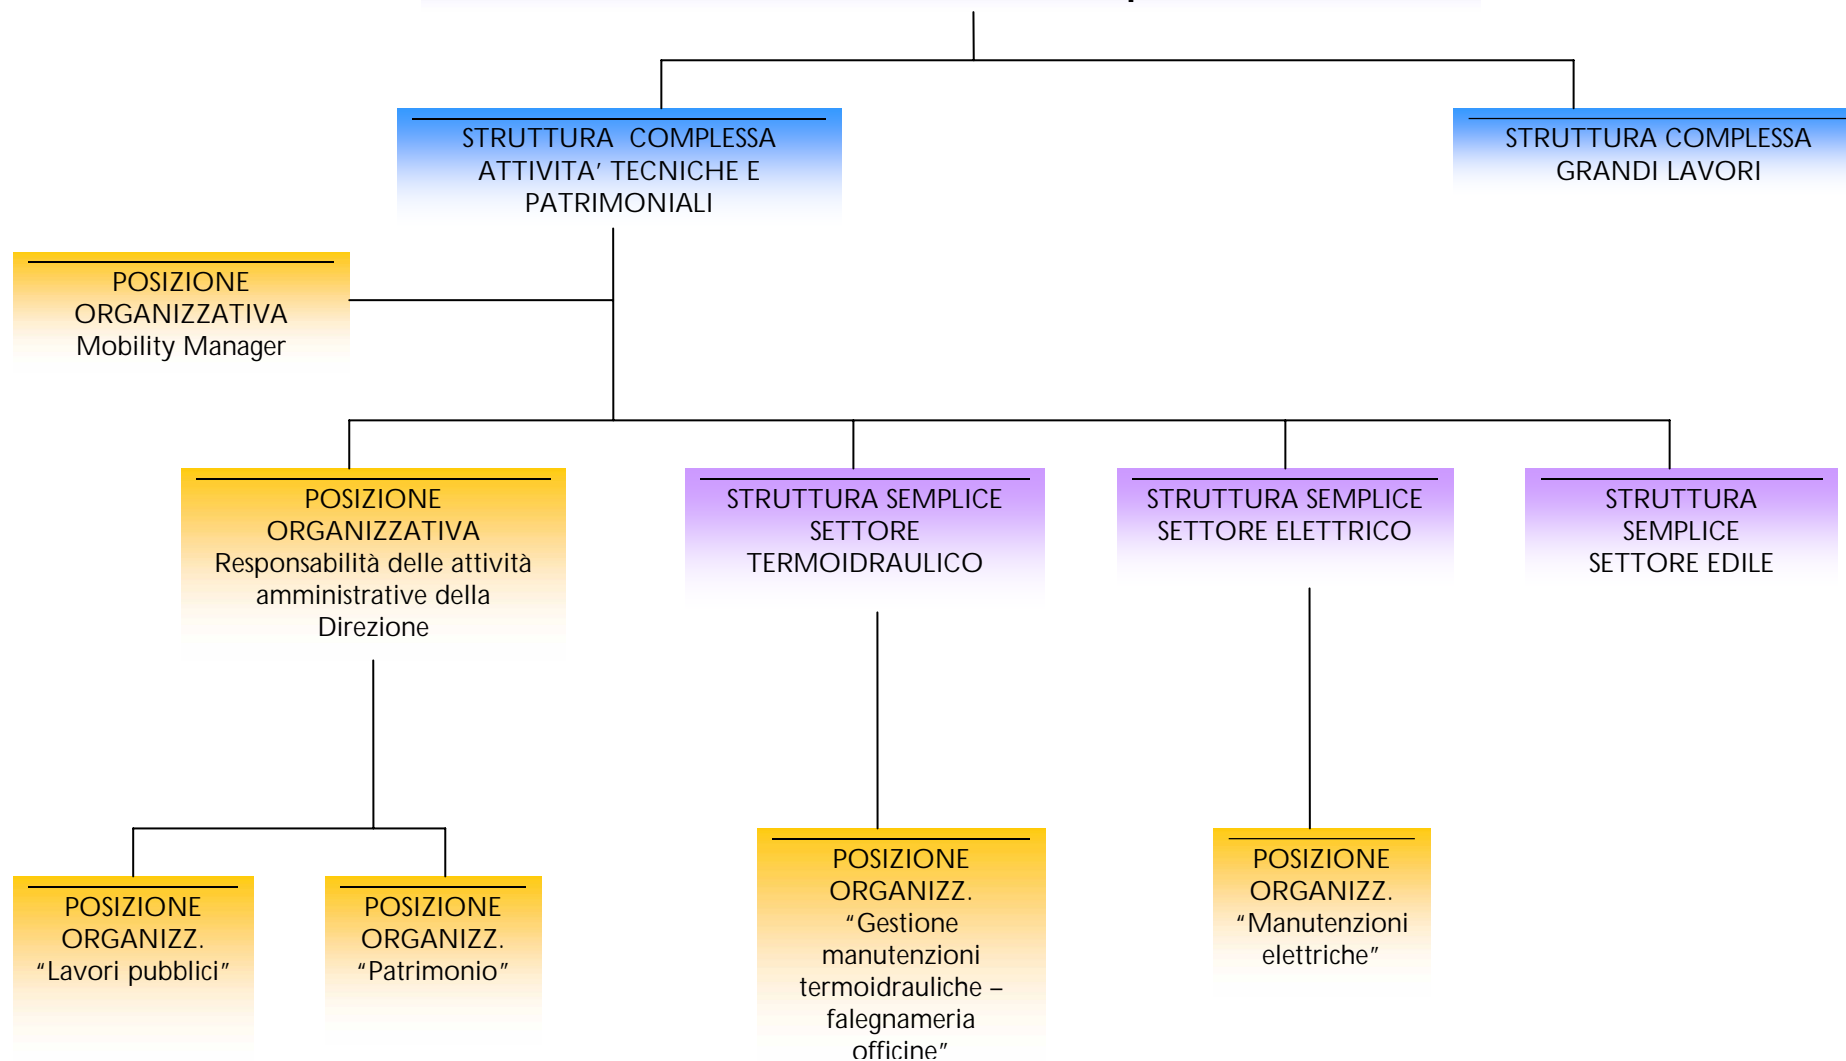 STRUTTURA COMPLESSA
ATTIVITA’ TECNICHE E
PATRIMONIALI
STRUTTURA COMPLESSA
GRANDI LAVORI
POSIZIONE
ORGANIZZATIVA
Mobility Manager
POSIZIONE
ORGANIZZATIVA
Responsabilità delle attività
amministrative della
Direzione
STRUTTURA SEMPLICE
SETTORE
TERMOIDRAULICO
STRUTTURA SEMPLICE
SETTORE ELETTRICO
STRUTTURA
SEMPLICE
SETTORE EDILE
POSIZIONE
ORGANIZZ.
“Lavori pubblici”
POSIZIONE
ORGANIZZ.
“Patrimonio”
POSIZIONE
ORGANIZZ.
“Gestione
manutenzioni
termoidrauliche –
falegnameria
officine”
POSIZIONE
ORGANIZZ.
“Manutenzioni
elettriche”